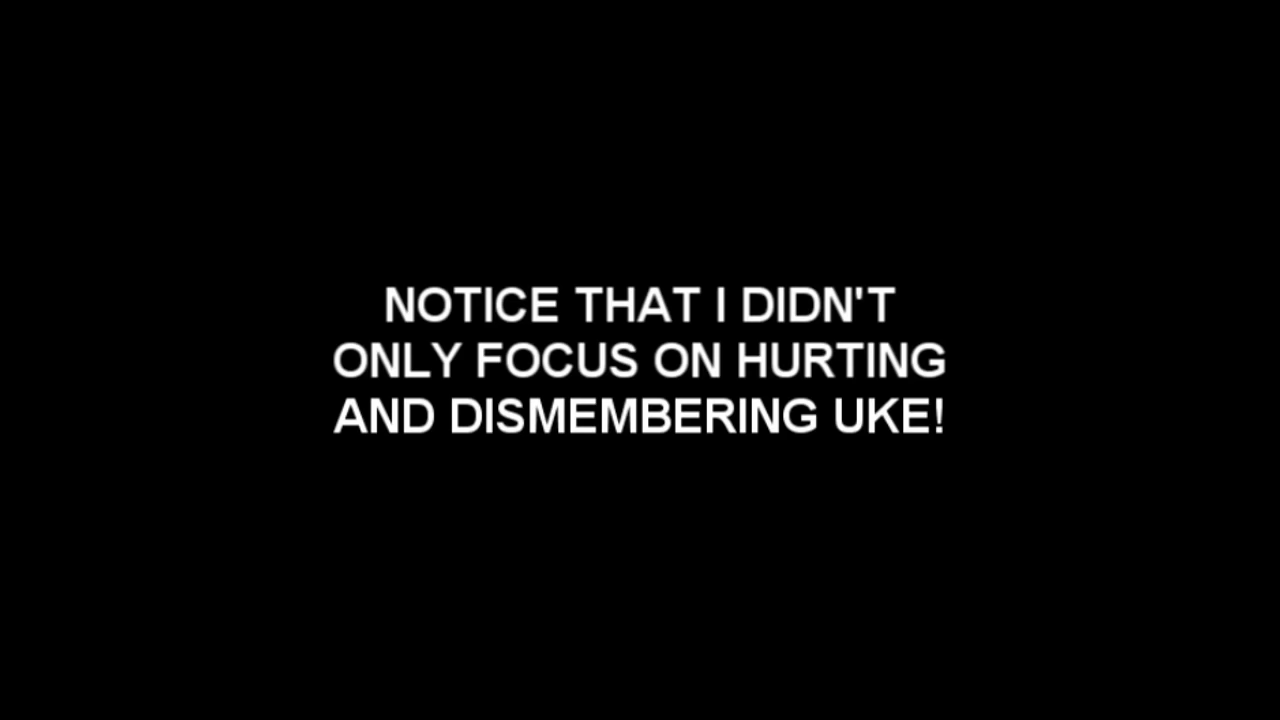 NOTICE THAT I DIDN'T
ONLY FOCUS ON HURTING
AND DISMEMBERING UKE!